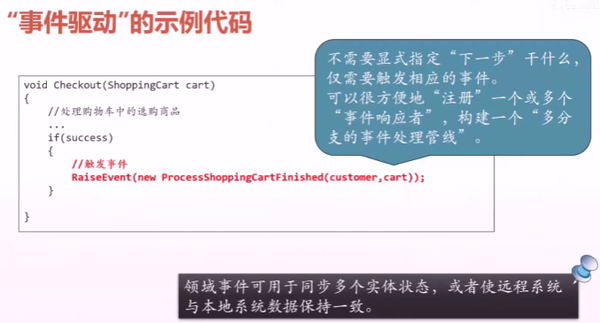 “事件驱动”的示例代码
不需要显式指定“下一步”干什么，
仅需要触发相应的事件。
可以很方便地“注册”一个或多个
“事件响应者”，构建一个“多分
支的事件处理管线”。
void Checkout(ShoppingCart cart)
{
//处理购物车中的选购商品
...
if(success)
{
//触发事件
RaiseEvent(new ProcessShoppingCartFinished(customer,cart));
}
}
领域事件可用于同步多个实体状态，或者使远程系统
与本地系统数据保持一致。